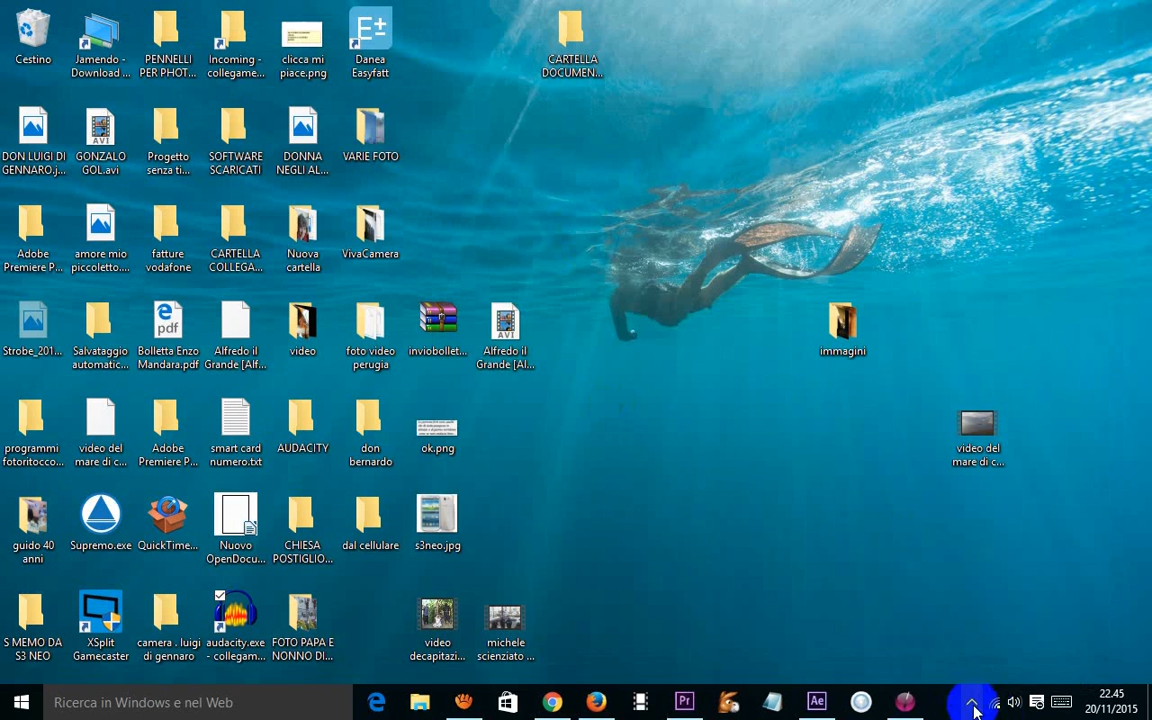 Cestino
Jamendo -
Download ...
PENNELLI
PER PHOT...
Incoming -
collegame...
clicca mi
piace.png
E±
Danea
Easyfatt
CARTELLA
DOCUMEN...
DON LUIGI DI
GENNARO.j...
AVI
GONZALO
GOL.avi
Progetto
senza ti...
SOFTWARE
SCARICATI
DONNA
NEGLI AL...
VARIE FOTO
Adobe
Premiere P...
amore mio
piccoletto....
fatture
vodafone
CARTELLA
COLLEGA...
Nuova
cartella
VivaCamera
Strobe_201...
Salvataggio
automatic...
pdf
Bolletta Enzo
Mandara.pdf
Alfredo il
Grande [Alf...
video
foto video
perugia
inviobollet...
AVI
Alfredo il
Grande [Al...
immagini
programmi
fotoritocco...
video del
mare di c...
Adobe
Premiere P...
smart card
numero.txt
AUDACITY
don
bernardo
ok.png
video del
mare di c...
guido 40
anni
Supremo.exe
QuickTime...
Nuovo
OpenDocu...
CHIESA
POSTIGLIO...
dal cellulare
s3neo.jpg
S MEMO DA
S3 NEO
XSplit
Gamecaster
camera . luigi
di gennaro
audacity.exe
- collegam...
FOTO PAPA E
NONNO DI...
video
decapitazi...
michele
scienziato ...
Ricerca in Windows e nel Web
Pr
Ae
22.45
20/11/2015